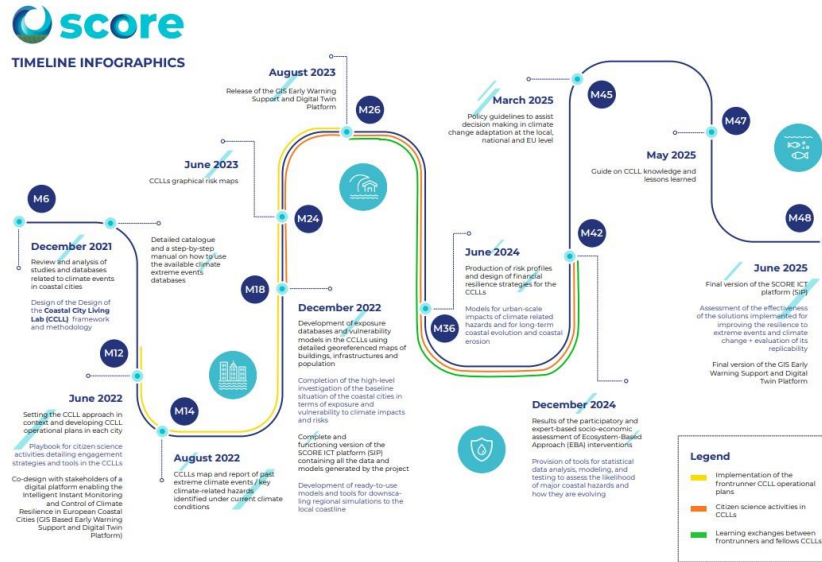 score
TIMELINE INFOGRAPHICS
M6
December 2021
Review and analysis of
studies and databases
related to climate events
in coastal cities
Design of the Design of
the Coastal City Living
Lab (CCLL) framework
and methodology
Detailed catalogue
and a step-by-step
manual on how to use
the available climate
extreme events
databases
M12
June 2022
Setting the CCLL approach in
context and developing CCLL
operational plans in each city
Playbook for citizen science
activities detailing engagement
strategies and tools in the CCLLs
Co-design with stakeholders of a
digital platform enabling the
Intelligent Instant Monitoring
and Control of Climate
Resilience in European Coastal
Cities (GIS Based Early Warning
Support and Digital Twin
Platform)
M14
August 2022
CCLLs map and report of past
extreme climate events / key
climate-related hazards
identified under current climate
conditions
M18
December 2022
Development of exposure
databases and vulnerability
models in the CCLLs using
detailed georeferenced maps of
buildings, infrastructures and
population
Completion of the high-level
investigation of the baseline
situation of the coastal cities in
terms of exposure and
vulnerability to climate impacts
and risks
Complete and
functioning version of the
SCORE ICT platform (SIP)
containing all the data and
models generated by the project
Development of ready-to-use
models and tools for downsca-
ling regional simulations to the
local coastline
M24
June 2023
CCLLs graphical risk maps
M26
August 2023
Release of the GIS Early Warning
Support and Digital Twin
Platform
M36
June 2024
Production of risk profiles
and design of financial
resilience strategies for the
CCLLs
Models for urban-scale
impacts of climate related
hazards and for long-term
coastal evolution and coastal
erosion
M42
December 2024
Results of the participatory and
expert-based socio-economic
assessment of Ecosystem-Based
Approach (EBA) interventions
Provision of tools for statistical
data analysis, modeling, and
testing to assess the likelihood
of major coastal hazards and
how they are evolving
M45
March 2025
Policy guidelines to assist
decision making in climate
change adaptation at the local,
national and EU level
M47
May 2025
Guide on CCLL knowledge and
lessons learned
M48
June 2025
Final version of the SCORE ICT
platform (SIP)
Assessment of the effectiveness
of the solutions implemented for
improving the resilience to
extreme events and climate
change + evaluation of its
replicability
Final version of the GIS Early
Warning Support and Digital
Twin Platform
Legend
Implementation of the
frontrunner CCLL operational
plans
Citizen science activities in
CCLLs
Learning exchanges between
frontrunners and fellows CCLLs